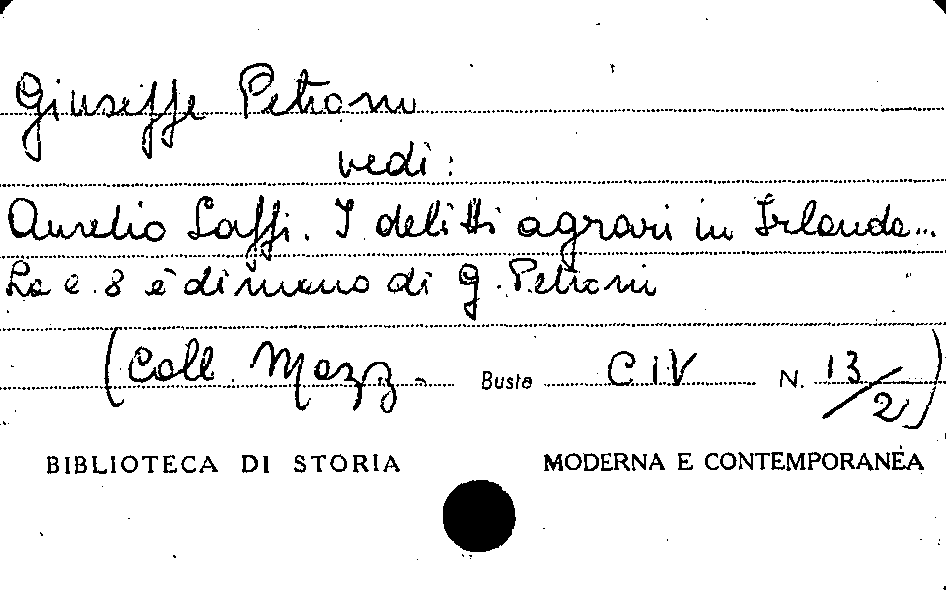 Giuseppe Petroni
vedi:
Aurelio Saffi. I delitti agrari in Irlanda...
La c. 8 è di mano di G. Petroni
(Coll. Mazz. Busta CIV N. 13/2)
BIBLIOTECA DI STORIA MODERNA E CONTEMPORANEA